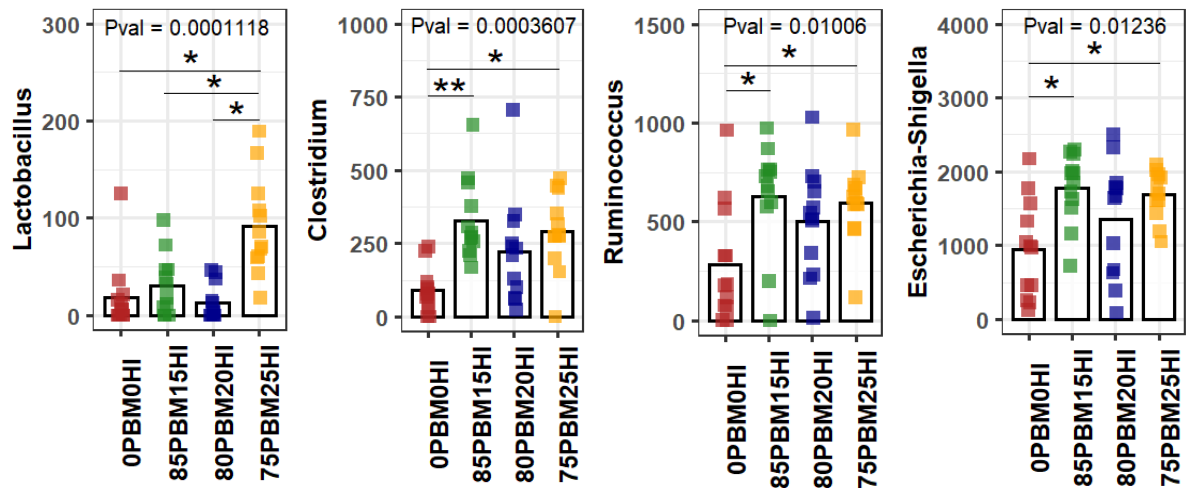 Lactobacillus
300
200
100
0
Pval = 0.0001118
*
*
*
0PBM0HI
85PBM15HI
80PBM20HI
75PBM25HI
Clostridium
1000
750
500
250
0
Pval = 0.0003607
*
**
0PBM0HI
85PBM15HI
80PBM20HI
75PBM25HI
Ruminococcus
1500
1000
500
0
Pval = 0.01006
*
*
0PBM0HI
85PBM15HI
80PBM20HI
75PBM25HI
Escherichia-Shigella
4000
3000
2000
1000
0
Pval = 0.01236
*
*
0PBM0HI
85PBM15HI
80PBM20HI
75PBM25HI